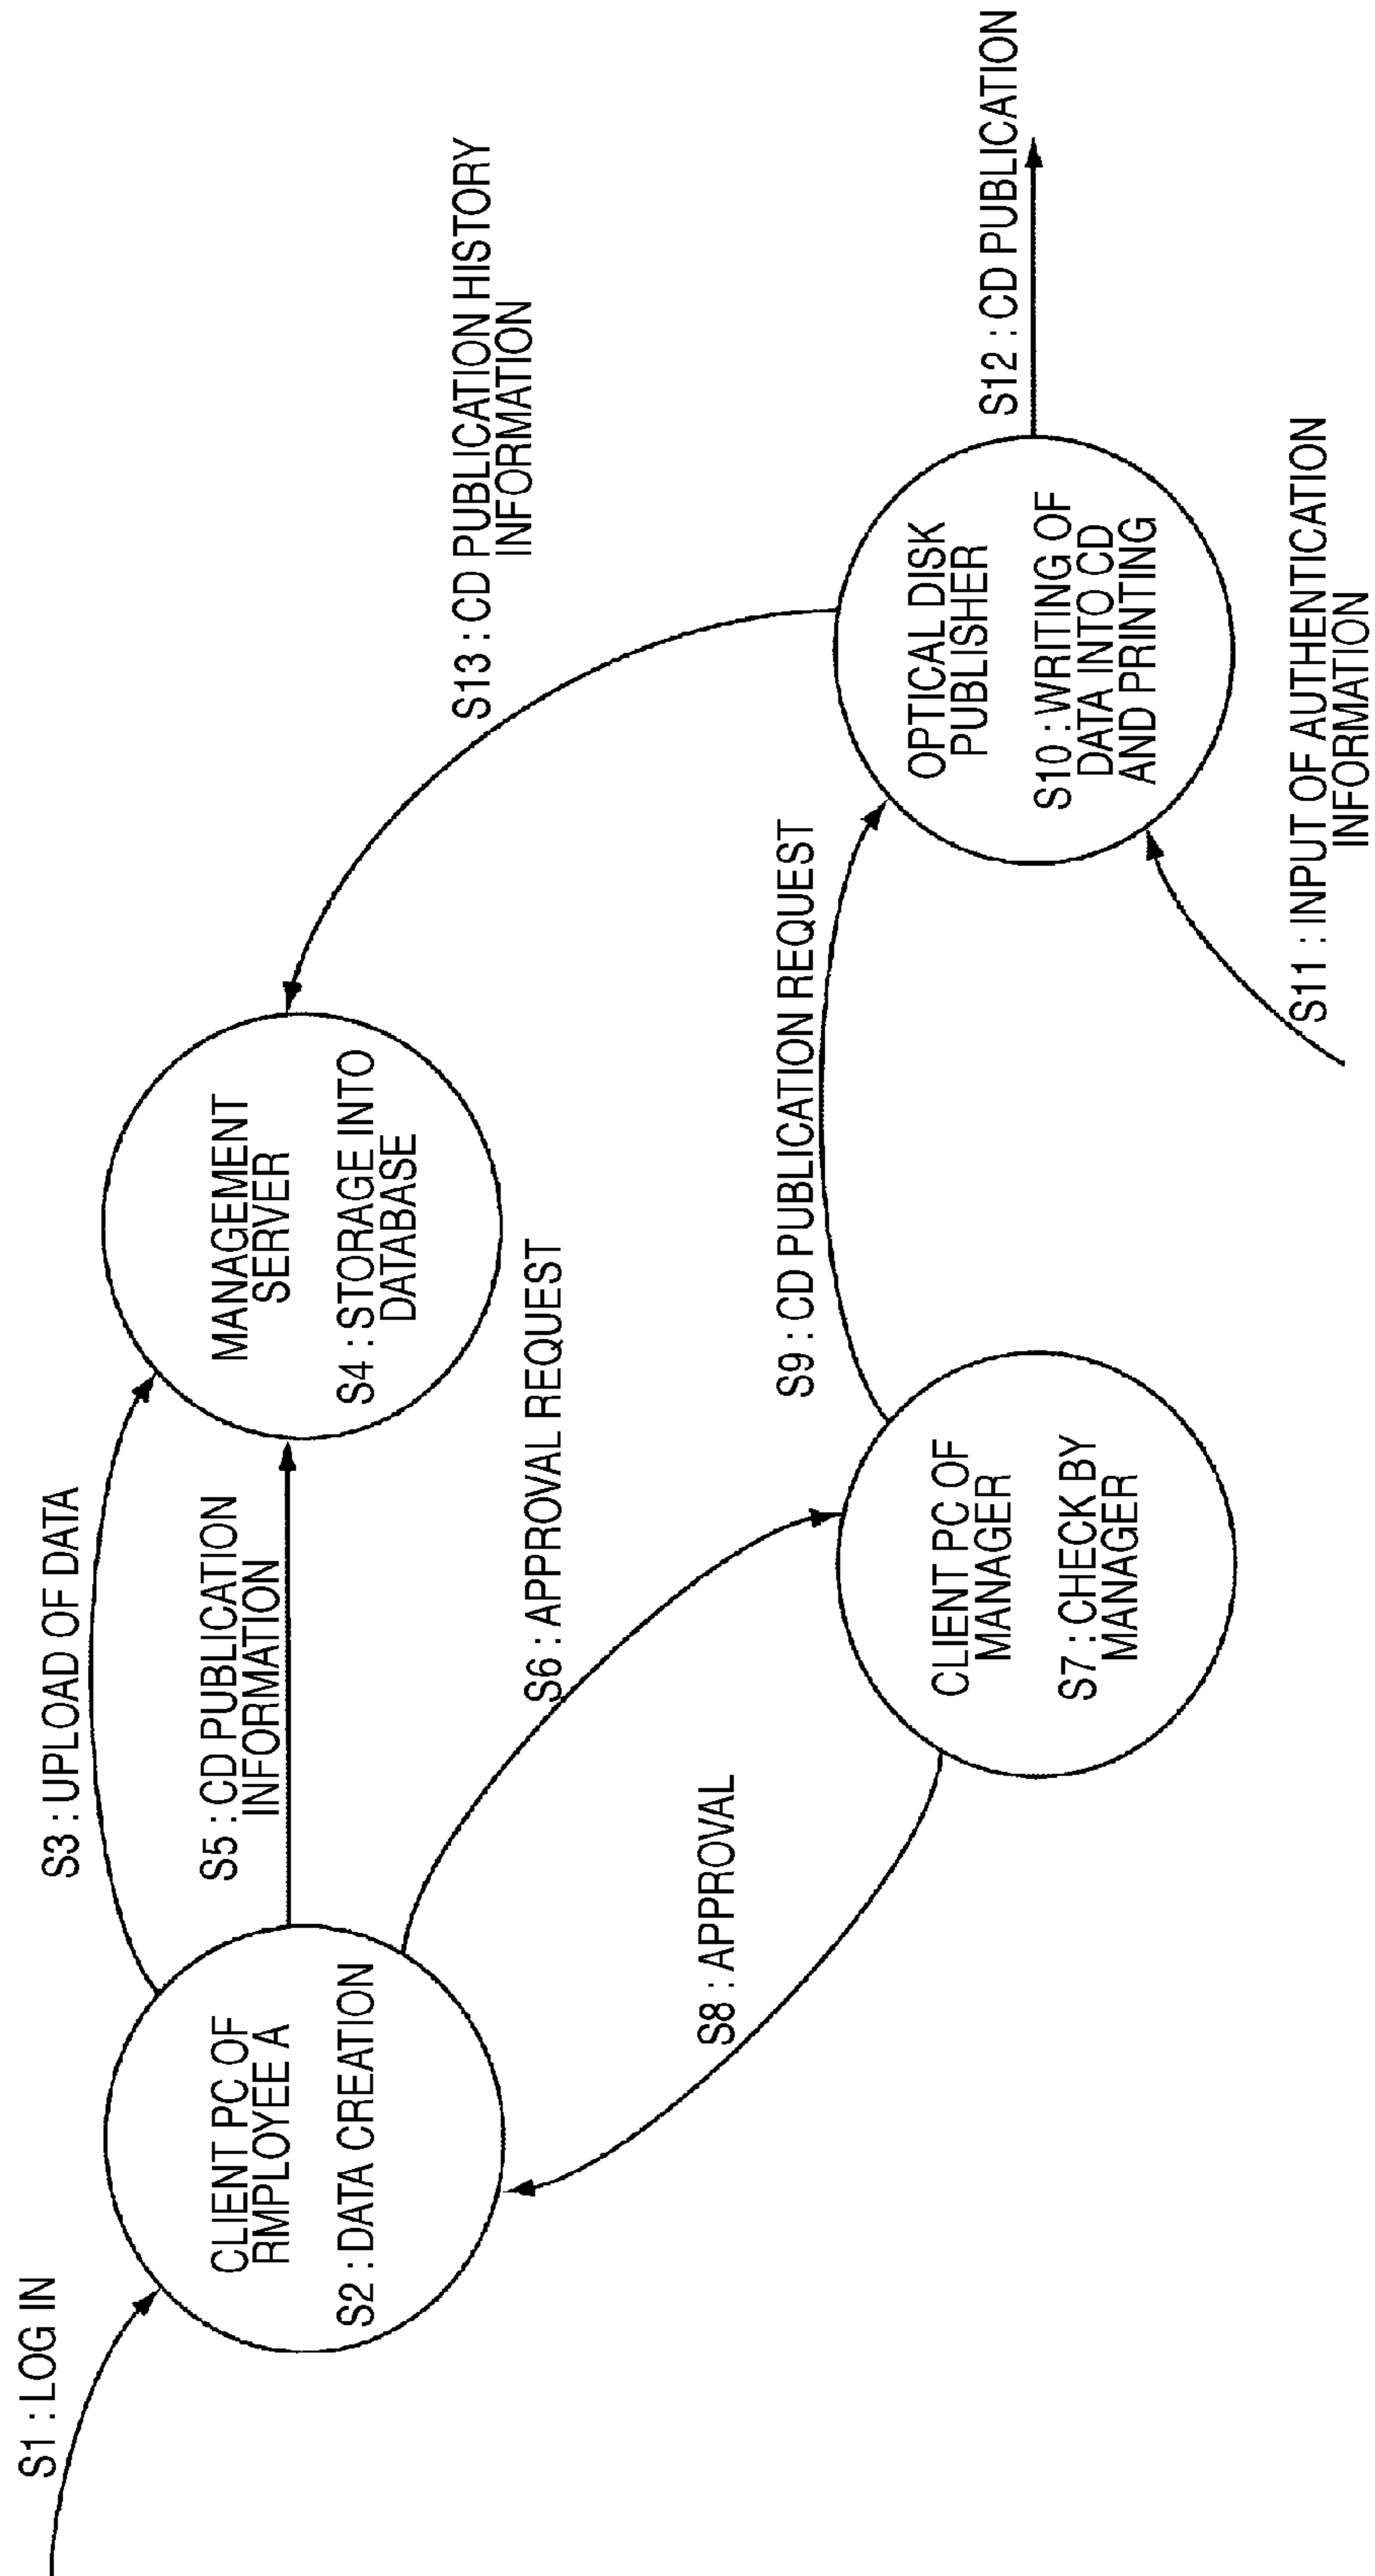 S1 : LOG IN
CLIENT PC OF
RMPLOYEE A
S2 : DATA CREATION
S3 : UPLOAD OF DATA
S5 : CD PUBLICATION
INFORMATION
MANAGEMENT
SERVER
S4 : STORAGE INTO
DATABASE
S13 : CD PUBLICATION HISTORY
INFORMATION
S6 : APPROVAL REQUEST
S8 : APPROVAL
CLIENT PC OF
MANAGER
S7 : CHECK BY
MANAGER
S9 : CD PUBLICATION REQUEST
OPTICAL DISK
PUBLISHER
S10 : WRITING OF
DATA INTO CD
AND PRINTING
S12 : CD PUBLICATION
S11 : INPUT OF AUTHENTICATION
INFORMATION